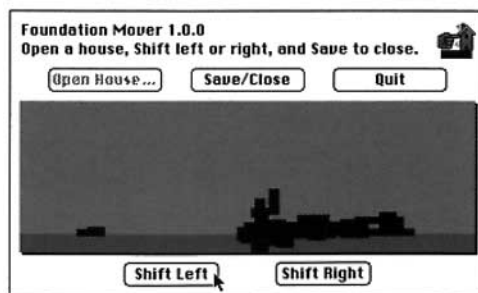 Foundation Mover 1.0.0
Open a house, Shift left or right, and Save to close.
Open House...
Save/Close
Quit
Shift Left
Shift Right